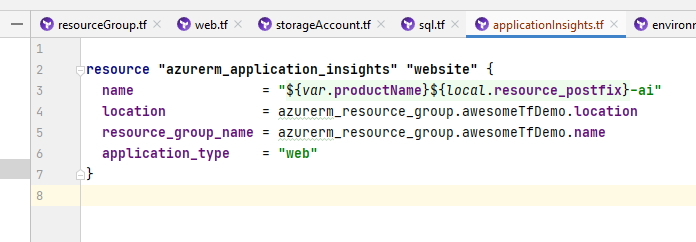 resourceGroup.tf web.tf storageAccount.tf sql.tf applicationInsights.tf environ
1
2 resource "azurerm_application_insights" "website" {
3 name = "${var.productName}${local.resource_postfix}-ai"
4 location = azurerm_resource_group.awesomeTfDemo.location
5 resource_group_name = azurerm_resource_group.awesomeTfDemo.name
6 application_type = "web"
7 }
8